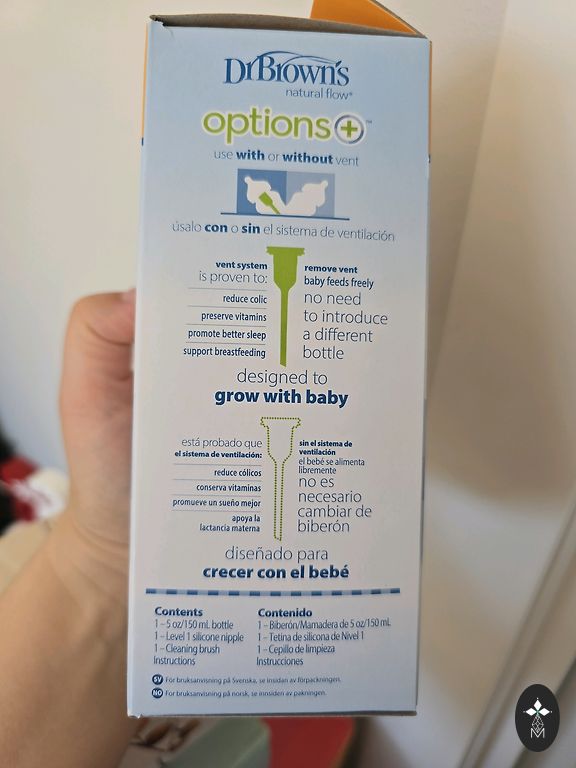 Dr Brown's
natural flow®
options+™
use with or without vent
úsalo con o sin el sistema de ventilación
vent system
is proven to:
reduce colic
preserve vitamins
promote better sleep
support breastfeeding
remove vent
baby feeds freely
no need
to introduce
a different
bottle
designed to
grow with baby
está probado que
el sistema de ventilación:
reduce cólicos
conserva vitaminas
promueve un sueño mejor
apoya la
lactancia materna
sin el sistema de
ventilación
el bebé se alimenta
libremente
no es
necesario
cambiar de
biberón
diseñado para
crecer con el bebé
Contents
1 – 5 oz/150 mL bottle
1 – Level 1 silicone nipple
1 – Cleaning brush
Instructions
Contenido
1 – Biberón/Mamadera de 5 oz/150 mL
1 – Tetina de silicona de Nivel 1
1 – Cepillo de limpieza
Instrucciones
SV För bruksanvisning på Svenska, se insidan av förpackningen.
NO For bruksanvisning på norsk, se innsiden av pakningen.